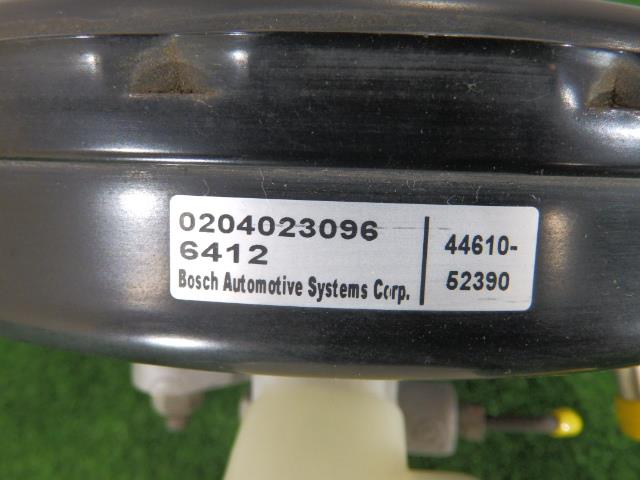 0204023096
6412
Bosch Automotive Systems Corp.
44610-
52390